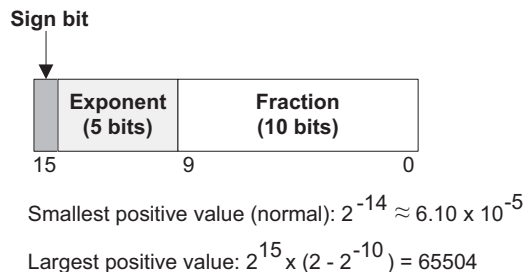 Sign bit
Exponent Fraction
(5 bits) (10 bits)
15 9 0
Smallest positive value (normal): 2^-14 ≈ 6.10 x 10^-5
Largest positive value: 2^15 x (2 - 2^-10) = 65504